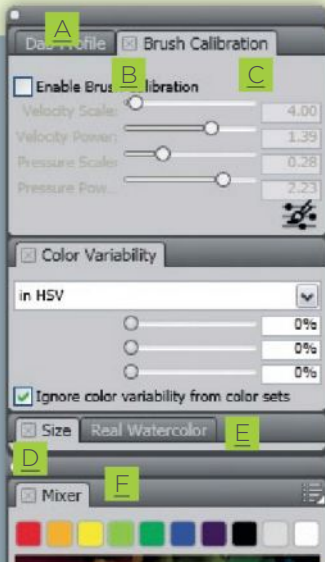 A
Dab Profile Brush Calibration
B C
Enable Brush Calibration
Velocity Scale: 4.00
Velocity Power: 1.39
Pressure Scale: 0.28
Pressure Pow... 2.23
Color Variability
in HSV
0%
0%
0%
Ignore color variability from color sets
Size Real Watercolor E
D
Mixer F